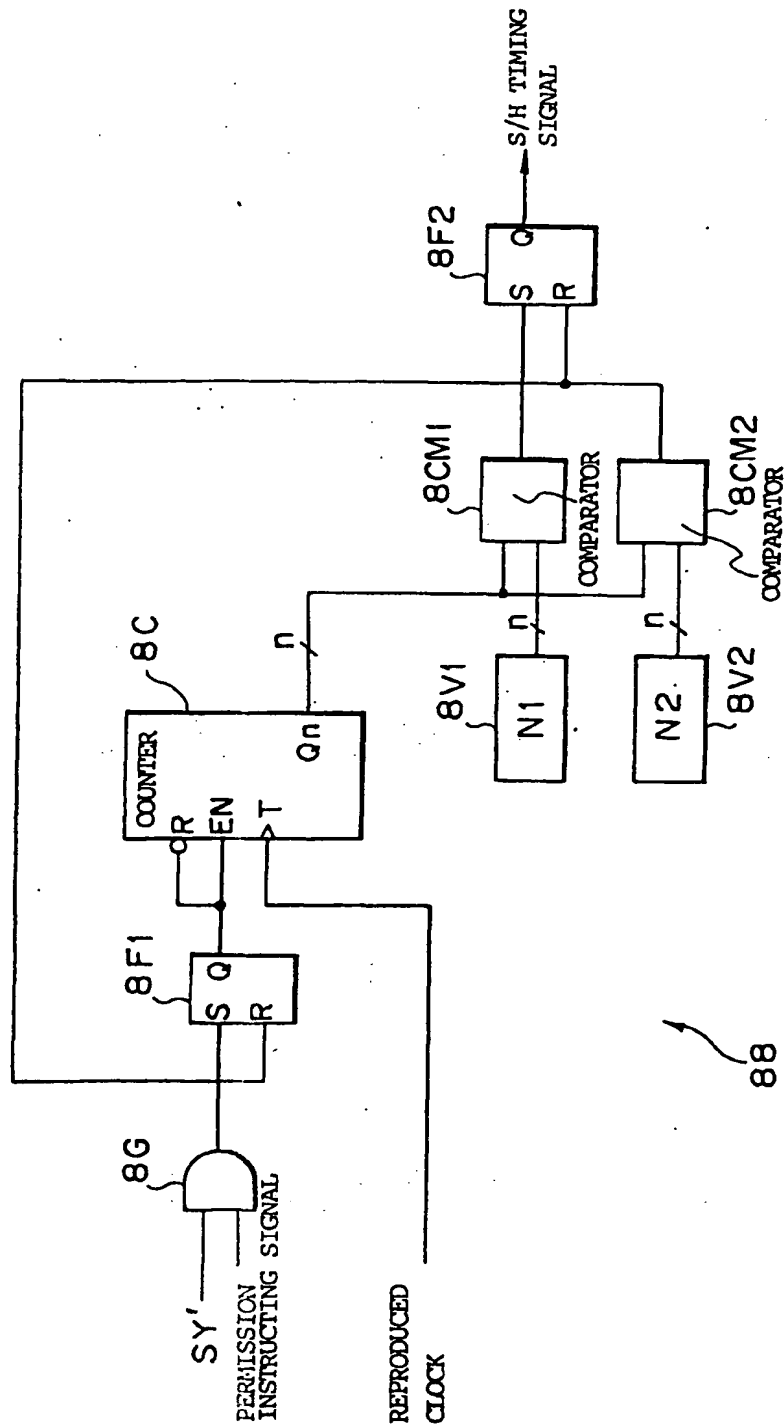 SY'
PERMISSION
INSTRUCTING SIGNAL
8G
REPRODUCED
CLOCK
8F1
S
Q
R
8C
COUNTER
R
EN
T
Qn
n
8V1
N1
n
8V2
N2
n
8CM1
COMPARATOR
8CM2
COMPARATOR
8F2
S
Q
R
S/H TIMING
SIGNAL
88